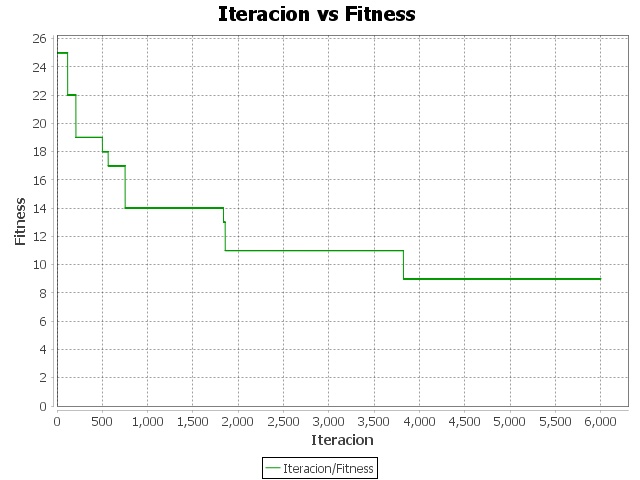 Iteracion vs Fitness
26
24
22
20
18
16
14
12
10
8
6
4
2
0
Fitness
0 500 1,000 1,500 2,000 2,500 3,000 3,500 4,000 4,500 5,000 5,500 6,000
Iteracion
Iteracion/Fitness